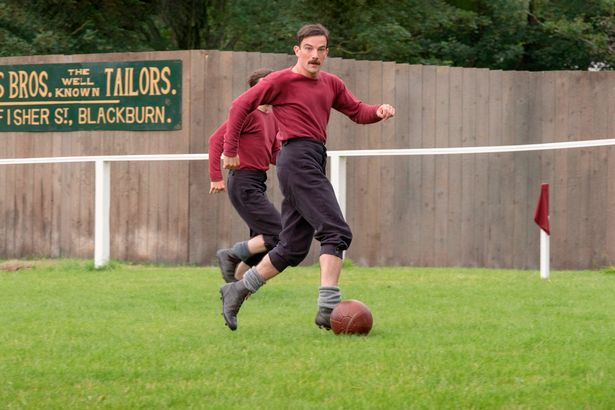 S BROS. THE WELL KNOWN TAILORS.
FISHER ST, BLACKBURN.